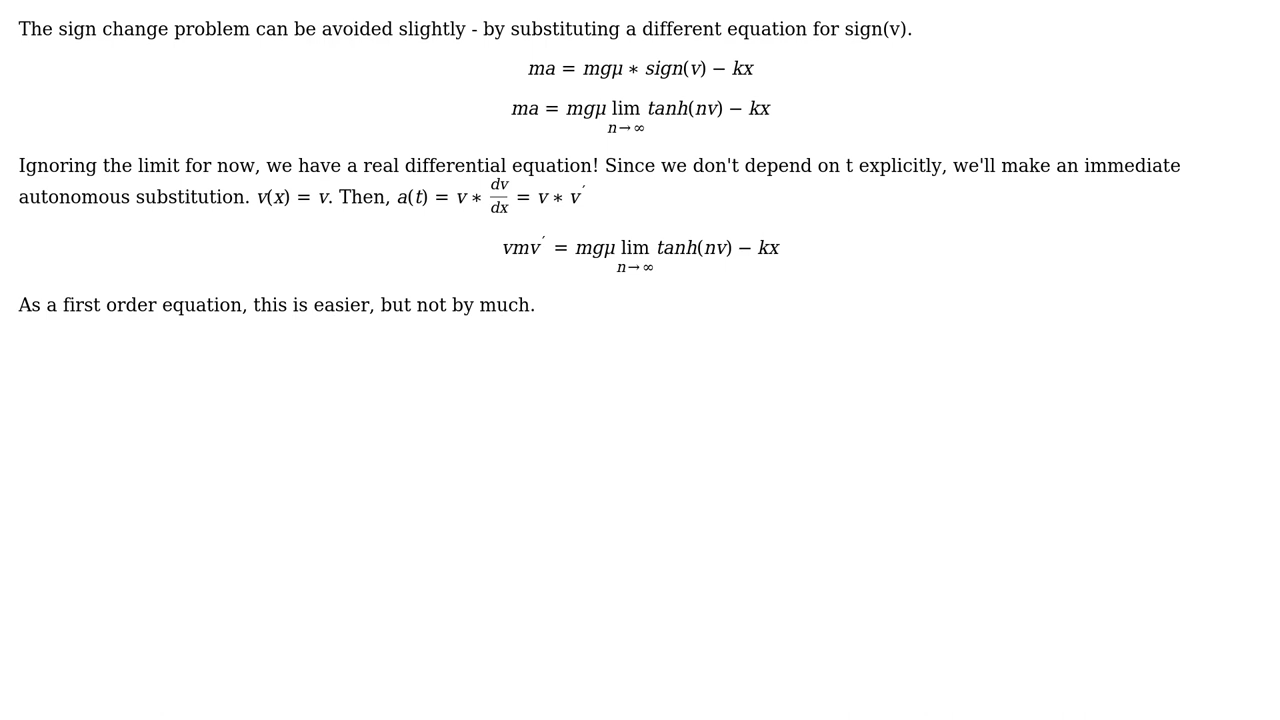 The sign change problem can be avoided slightly - by substituting a different equation for sign(v).
ma = mgμ ∗ sign(v) − kx
ma = mgμ lim n→∞ tanh(nv) − kx
Ignoring the limit for now, we have a real differential equation! Since we don't depend on t explicitly, we'll make an immediate
autonomous substitution. v(x) = v. Then, a(t) = v ∗ dv/dx = v ∗ v′
vmv′ = mgμ lim n→∞ tanh(nv) − kx
As a first order equation, this is easier, but not by much.